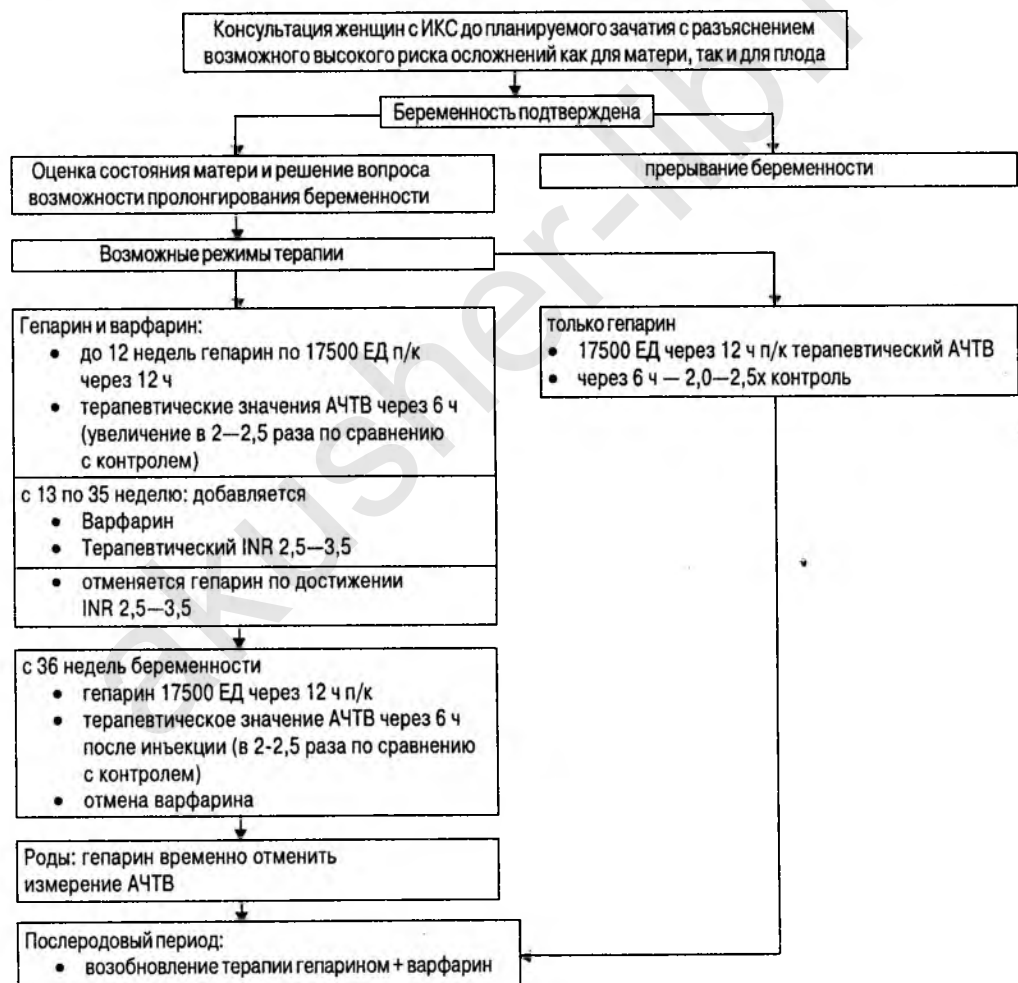 Консультация женщин с ИКС до планируемого зачатия с разъяснением
возможного высокого риска осложнений как для матери, так и для плода
Беременность подтверждена
Оценка состояния матери и решение вопроса
возможности пролонгирования беременности
прерывание беременности
Возможные режимы терапии
Гепарин и варфарин:
• до 12 недель гепарин по 17500 ЕД п/к
через 12 ч
• терапевтические значения АЧТВ через 6 ч
(увеличение в 2—2,5 раза по сравнению
с контролем)
с 13 по 35 неделю: добавляется
• Варфарин
• Терапевтический INR 2,5—3,5
• отменяется гепарин по достижении
INR 2,5—3,5
только гепарин
• 17500 ЕД через 12 ч п/к терапевтический АЧТВ
• через 6 ч — 2,0—2,5x контроль
с 36 недель беременности
• гепарин 17500 ЕД через 12 ч п/к
• терапевтическое значение АЧТВ через 6 ч
после инъекции (в 2-2,5 раза по сравнению
с контролем)
• отмена варфарина
Роды: гепарин временно отменить
измерение АЧТВ
Послеродовый период:
• возобновление терапии гепарином + варфарин
akusher-lib